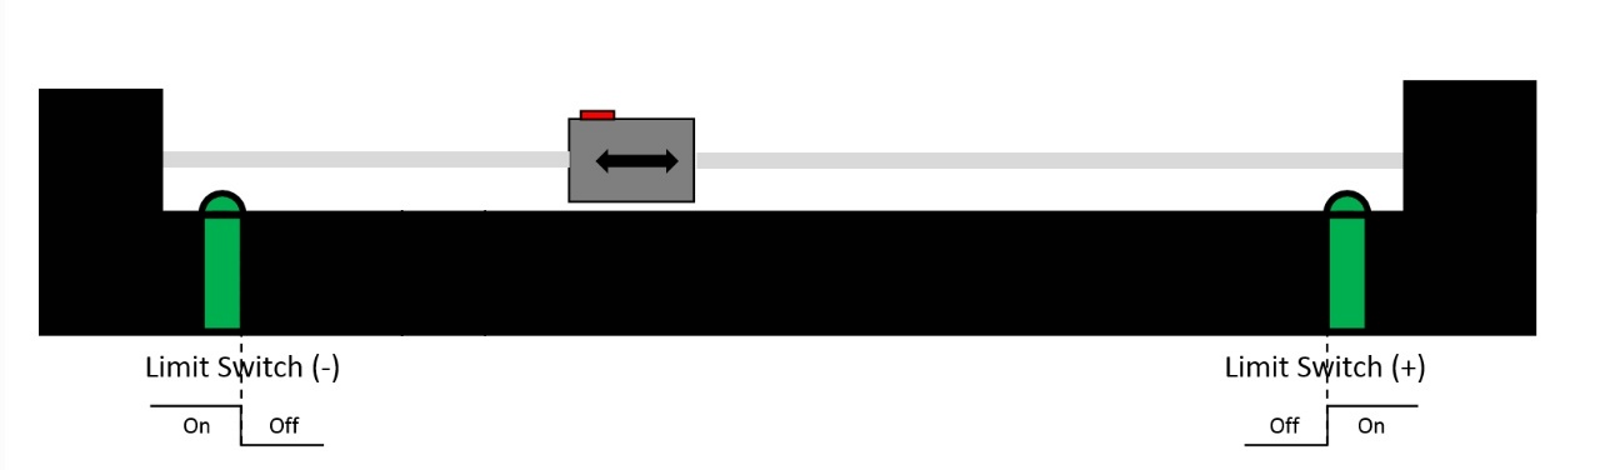 Limit Switch (-)
Limit Switch (+)
On
Off
Off
On